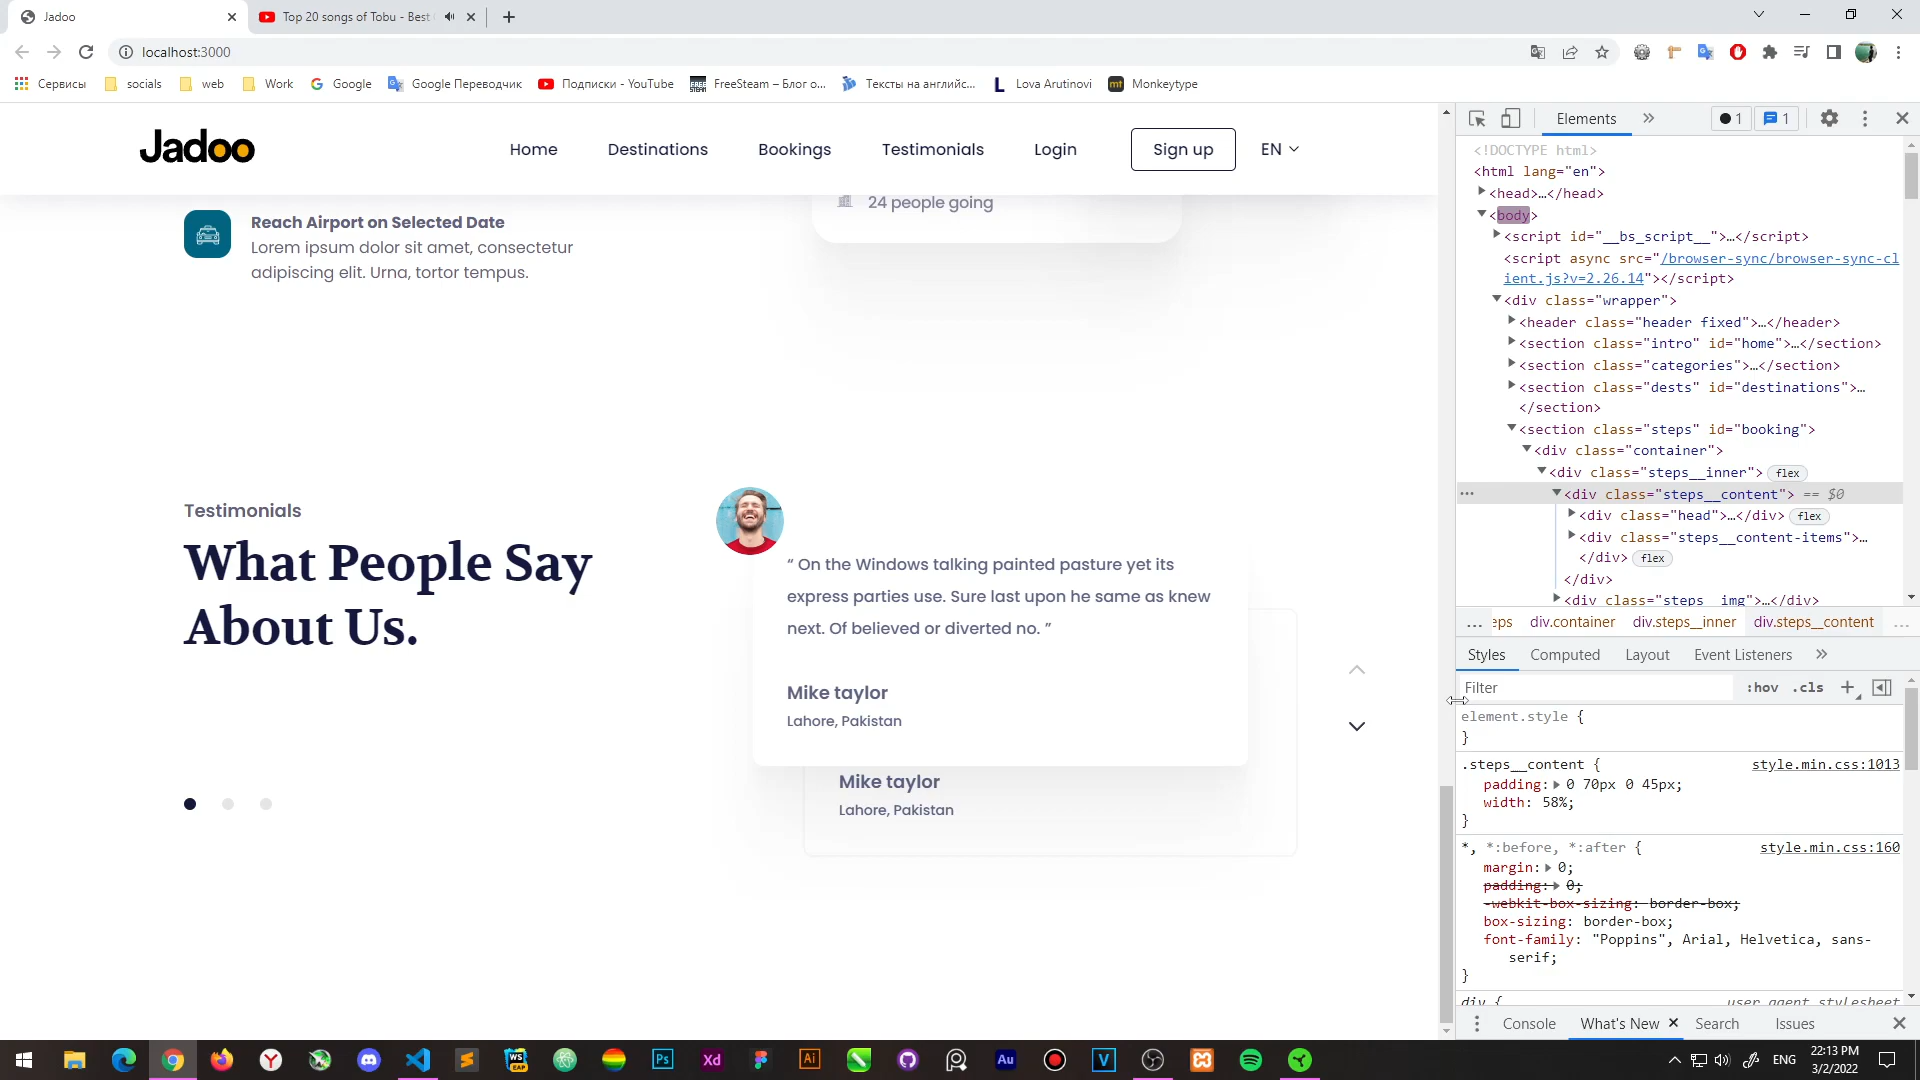 Jadoo
Top 20 songs of Tobu - Best
localhost:3000
Сервисы
socials
web
Work
Google
Google Переводчик
Подписки - YouTube
FreeSteam – Блог о...
Тексты на английс...
Lova Arutinovi
Monkeytype
Jadoo
Home
Destinations
Bookings
Testimonials
Login
Sign up
EN
24 people going
Reach Airport on Selected Date
Lorem ipsum dolor sit amet, consectetur
adipiscing elit. Urna, tortor tempus.
Testimonials
What People Say
About Us.
“ On the Windows talking painted pasture yet its
express parties use. Sure last upon he same as knew
next. Of believed or diverted no. ”
Mike taylor
Lahore, Pakistan
Mike taylor
Lahore, Pakistan
Elements
1
1
<!DOCTYPE html>
<html lang="en">
<head>…</head>
<body>
<script id="__bs_script__">…</script>
<script async src="/browser-sync/browser-sync-cl
ient.js?v=2.26.14"></script>
<div class="wrapper">
<header class="header fixed">…</header>
<section class="intro" id="home">…</section>
<section class="categories">…</section>
<section class="dests" id="destinations">…
</section>
<section class="steps" id="booking">
<div class="container">
<div class="steps__inner"> flex
<div class="steps__content"> == $0
<div class="head">…</div> flex
<div class="steps__content-items">…
</div> flex
</div>
<div class="steps__img">…</div>
... eps div.container div.steps__inner div.steps__content ...
Styles Computed Layout Event Listeners
Filter
:hov .cls
element.style {
}
.steps__content { style.min.css:1013
padding: 0 70px 0 45px;
width: 58%;
}
*, *:before, *:after { style.min.css:160
margin: 0;
padding: 0;
-webkit-box-sizing: border-box;
box-sizing: border-box;
font-family: "Poppins", Arial, Helvetica, sans-
serif;
}
div { user agent stylesheet
Console What's New Search Issues
WS
EAP
Ps
Xd
Ai
Au
V
ENG
22:13 PM
3/2/2022